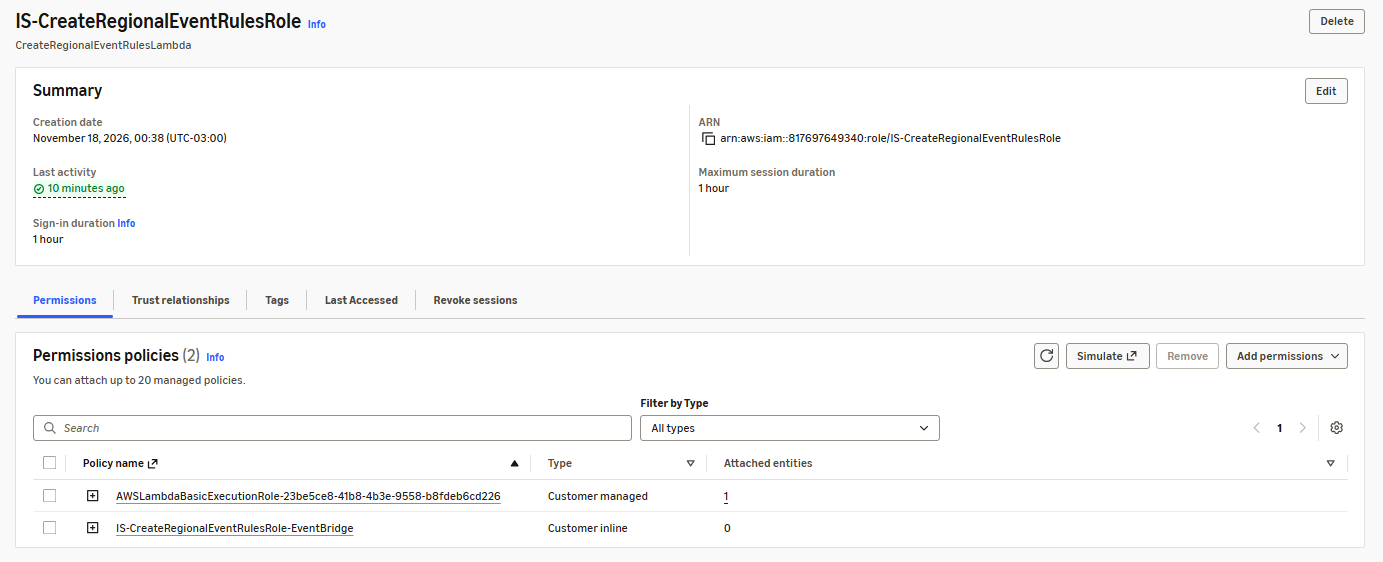 IS-CreateRegionalEventRulesRole Info
Delete
CreateRegionalEventRulesLambda
Summary
Edit
Creation date
November 18, 2026, 00:38 (UTC-03:00)
ARN
arn:aws:iam::817697649340:role/IS-CreateRegionalEventRulesRole
Last activity
10 minutes ago
Maximum session duration
1 hour
Sign-in duration Info
1 hour
Permissions
Trust relationships
Tags
Last Accessed
Revoke sessions
Permissions policies (2) Info
You can attach up to 20 managed policies.
Simulate
Remove
Add permissions
Filter by Type
Search
All types
1
Policy name
Type
Attached entities
AWSLambdaBasicExecutionRole-23be5ce8-41b8-4b3e-9558-b8fdeb6cd226
Customer managed
1
IS-CreateRegionalEventRulesRole-EventBridge
Customer inline
0